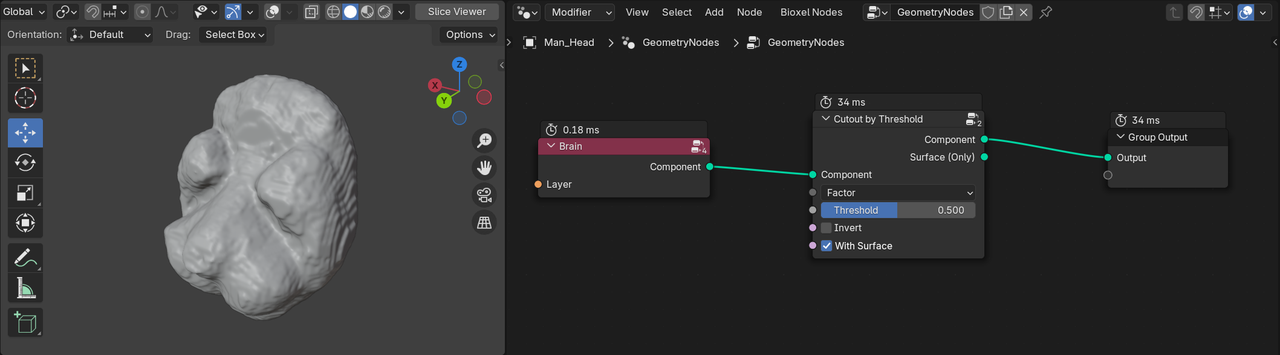 Global
Slice Viewer
Orientation: Default Drag: Select Box Options
Z
X
Y
Modifier View Select Add Node Bioxel Nodes GeometryNodes
Man_Head GeometryNodes GeometryNodes
0.18 ms
Brain
4
Component
Layer
34 ms
Cutout by Threshold
2
Component
Surface (Only)
Component
Factor
Threshold 0.500
Invert
With Surface
34 ms
Group Output
Output